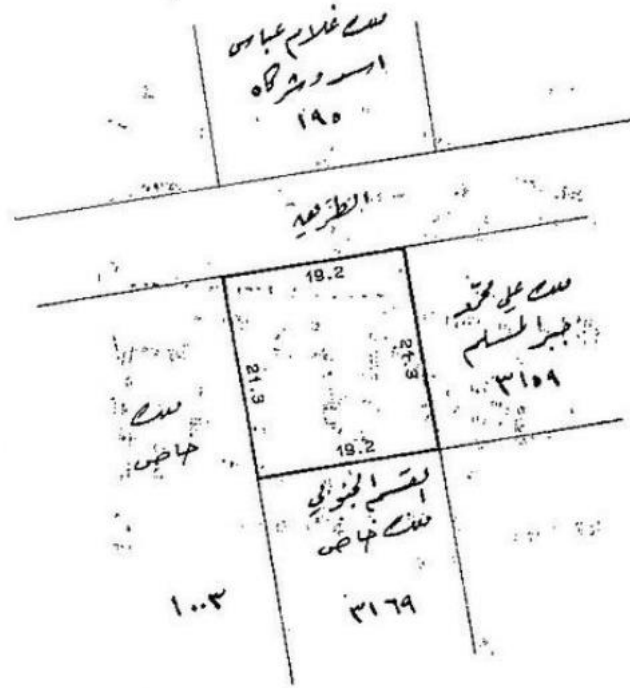 ملك غلام عباس
اسد وشركاه
١٩٥
الطريق
19.2
21.3
21.3
19.2
ملك علي محمد
جبر المسلم
٣١٥٩
ملك
خاص
١٠٠٣
القسم الجنوبي
ملك خاص
٣١٦٩